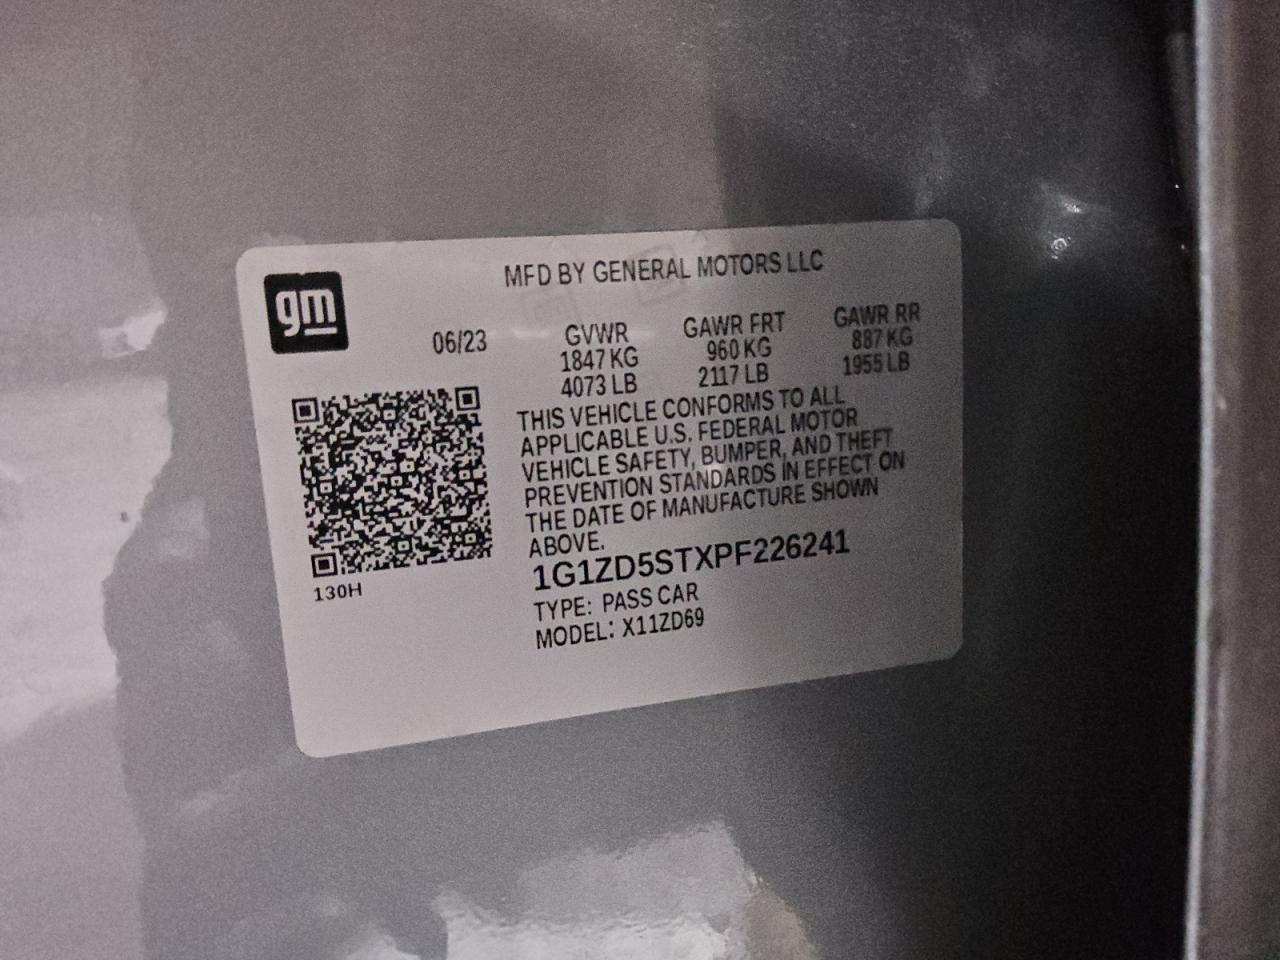 gm
MFD BY GENERAL MOTORS LLC
06/23 GVWR GAWR FRT GAWR RR
1847 KG 960 KG 887 KG
4073 LB 2117 LB 1955 LB
THIS VEHICLE CONFORMS TO ALL
APPLICABLE U.S. FEDERAL MOTOR
VEHICLE SAFETY, BUMPER, AND THEFT
PREVENTION STANDARDS IN EFFECT ON
THE DATE OF MANUFACTURE SHOWN
ABOVE.
1G1ZD5STXPF226241
TYPE: PASS CAR
MODEL: X11ZD69
130H